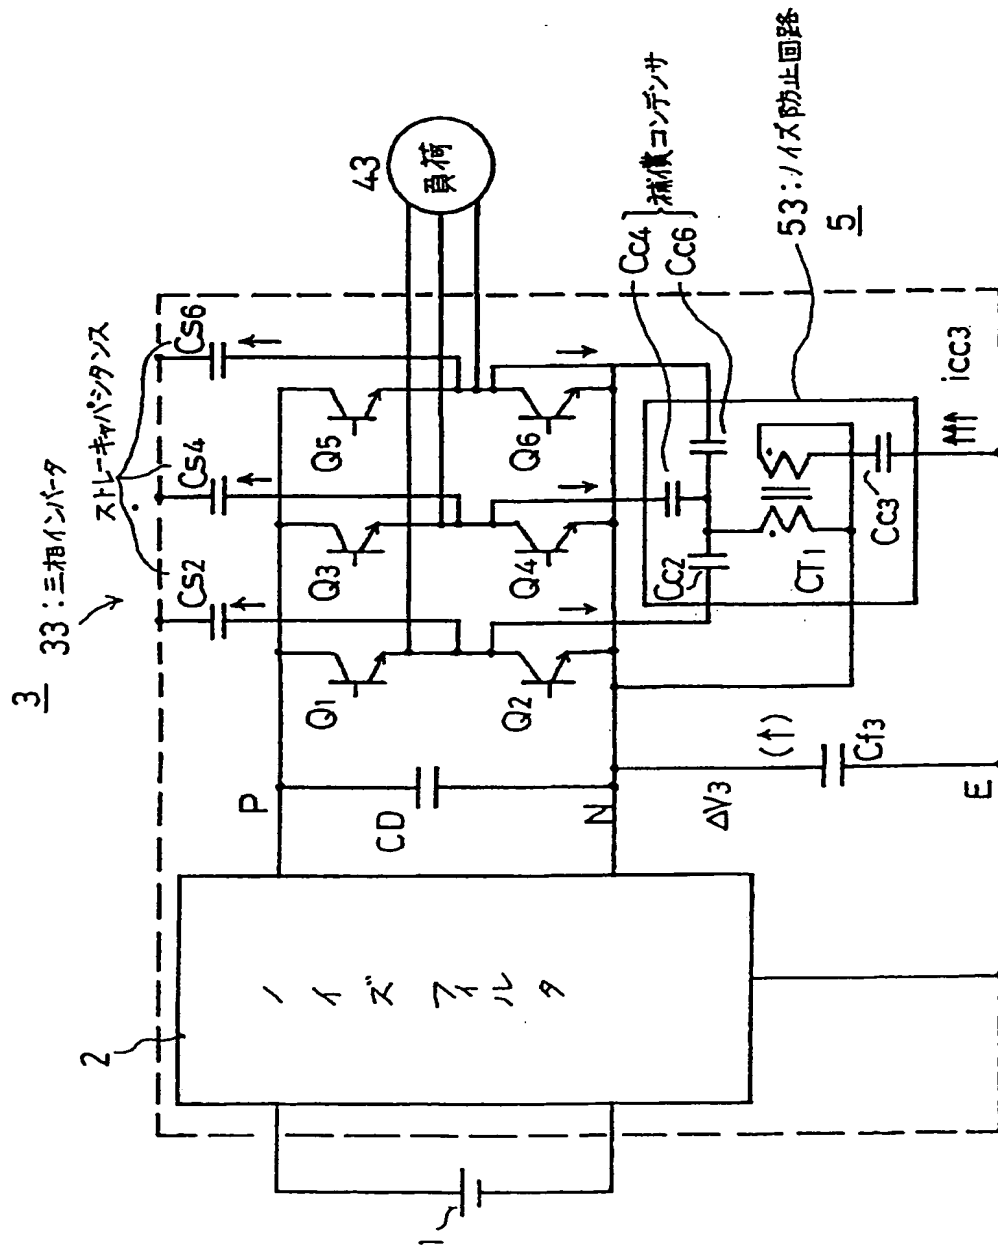 3
33:三相インバータ
ストレーキャパシタンス
Cs2
Cs4
Cs6
43
負荷
2
ノイズフィルタ
1
P
N
CD
Q1
Q3
Q5
Q2
Q4
Q6
Cc4
Cc6
補償コンデンサ
53:ノイズ防止回路
5
Cc2
CT1
Cc3
icc3
ΔV3
(↑)
Cf3
E